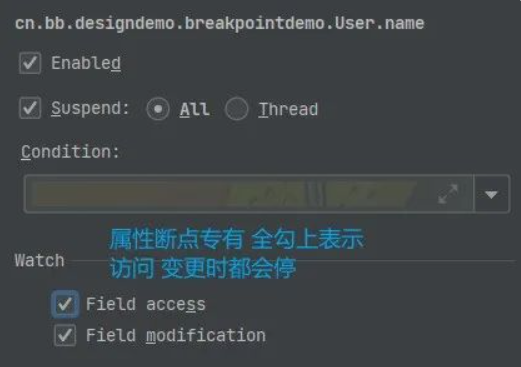 cn.bb.designdemo.breakpointdemo.User.name
Enabled
Suspend: All Thread
Condition:
属性断点专有 全勾上表示
Watch
访问 变更时都会停
Field access
Field modification